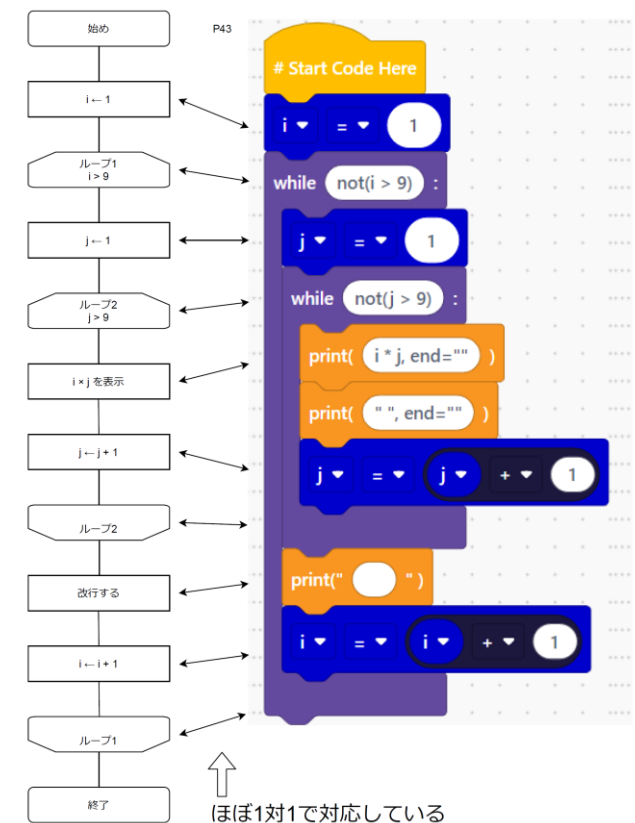 始め
i ← 1
ループ1
i > 9
j ← 1
ループ2
j > 9
i × j を表示
j ← j + 1
ループ2
改行する
i ← i + 1
ループ1
終了
P43
# Start Code Here
i = 1
while not(i > 9) :
j = 1
while not(j > 9) :
print( i * j, end="" )
print( " ", end="" )
j = j + 1
print(" ")
i = i + 1
ほぼ1対1で対応している